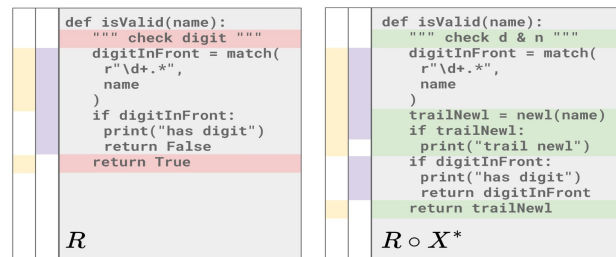 def isValid(name):
""" check digit """
digitInFront = match(
r"\d+.*",
name
)
if digitInFront:
print("has digit")
return False
return True
R
def isValid(name):
""" check d & n """
digitInFront = match(
r"\d+.*",
name
)
trailNewl = newl(name)
if trailNewl:
print("trail newl")
if digitInFront:
print("has digit")
return digitInFront
return trailNewl
R ∘ X*